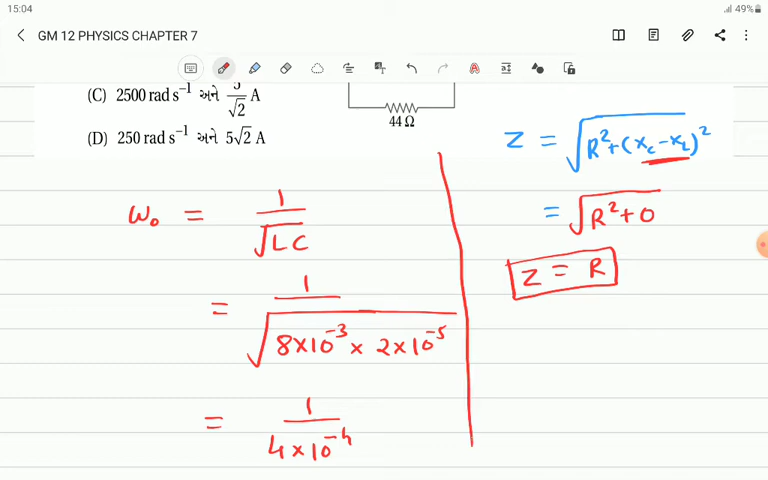 15:04 49%
GM 12 PHYSICS CHAPTER 7
(C) 2500 rad s⁻¹ અને 5/√2 A
44 Ω
(D) 250 rad s⁻¹ અને 5√2 A
Z = √(R² + (X_C − X_L)²)
= √(R² + 0)
Z = R
ω₀ = 1/√(LC)
= 1/√(8×10⁻³ × 2×10⁻⁵)
= 1/(4×10⁻⁴)